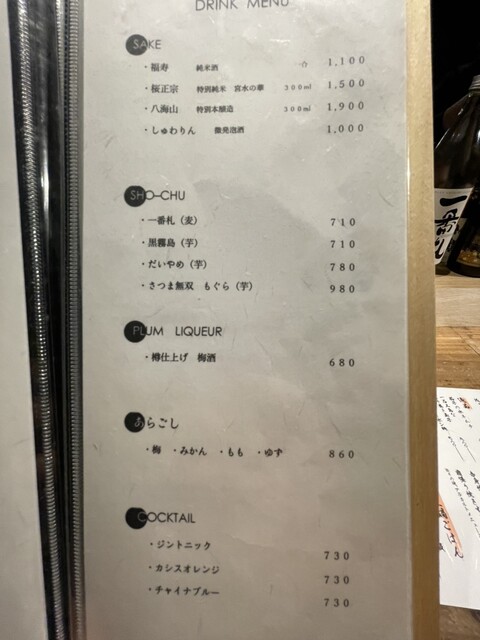 DRINK MENU
SAKE
・福寿 純米酒 一合 1,100
・桜正宗 特別純米 宮水の華 300ml 1,500
・八海山 特別本醸造 300ml 1,900
・しゅわりん 微発泡酒 1,000
SHO-CHU
・一番札（麦） 710
・黒霧島（芋） 710
・だいやめ（芋） 780
・さつま無双 もぐら（芋） 980
PLUM LIQUEUR
・樽仕上げ 梅酒 680
あらごし
・梅 ・みかん ・もも ・ゆず 860
COCKTAIL
・ジントニック 730
・カシスオレンジ 730
・チャイナブルー 730